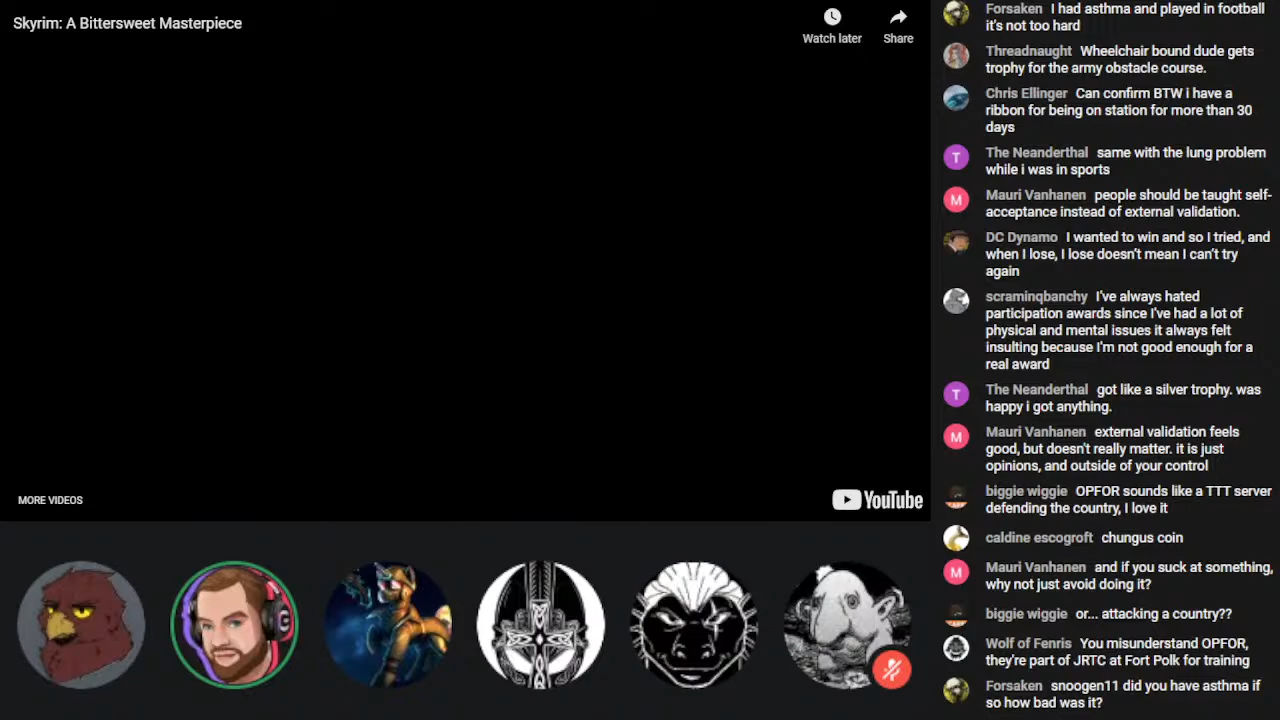 Skyrim: A Bittersweet Masterpiece
Watch later
Share
MORE VIDEOS
YouTube
Forsaken I had asthma and played in football
it's not too hard
Threadnaught Wheelchair bound dude gets
trophy for the army obstacle course.
Chris Ellinger Can confirm BTW i have a
ribbon for being on station for more than 30
days
T
The Neanderthal same with the lung problem
while i was in sports
M
Mauri Vanhanen people should be taught self-
acceptance instead of external validation.
DC Dynamo I wanted to win and so I tried, and
when I lose, I lose doesn't mean I can't try
again
scraminqbanchy I've always hated
participation awards since I've had a lot of
physical and mental issues it always felt
insulting because I'm not good enough for a
real award
T
The Neanderthal got like a silver trophy. was
happy i got anything.
M
Mauri Vanhanen external validation feels
good, but doesn't really matter. it is just
opinions, and outside of your control
biggie wiggie OPFOR sounds like a TTT server
defending the country, I love it
caldine escogroft chungus coin
M
Mauri Vanhanen and if you suck at something,
why not just avoid doing it?
biggie wiggie or... attacking a country??
Wolf of Fenris You misunderstand OPFOR,
they're part of JRTC at Fort Polk for training
Forsaken snoogen11 did you have asthma if
so how bad was it?